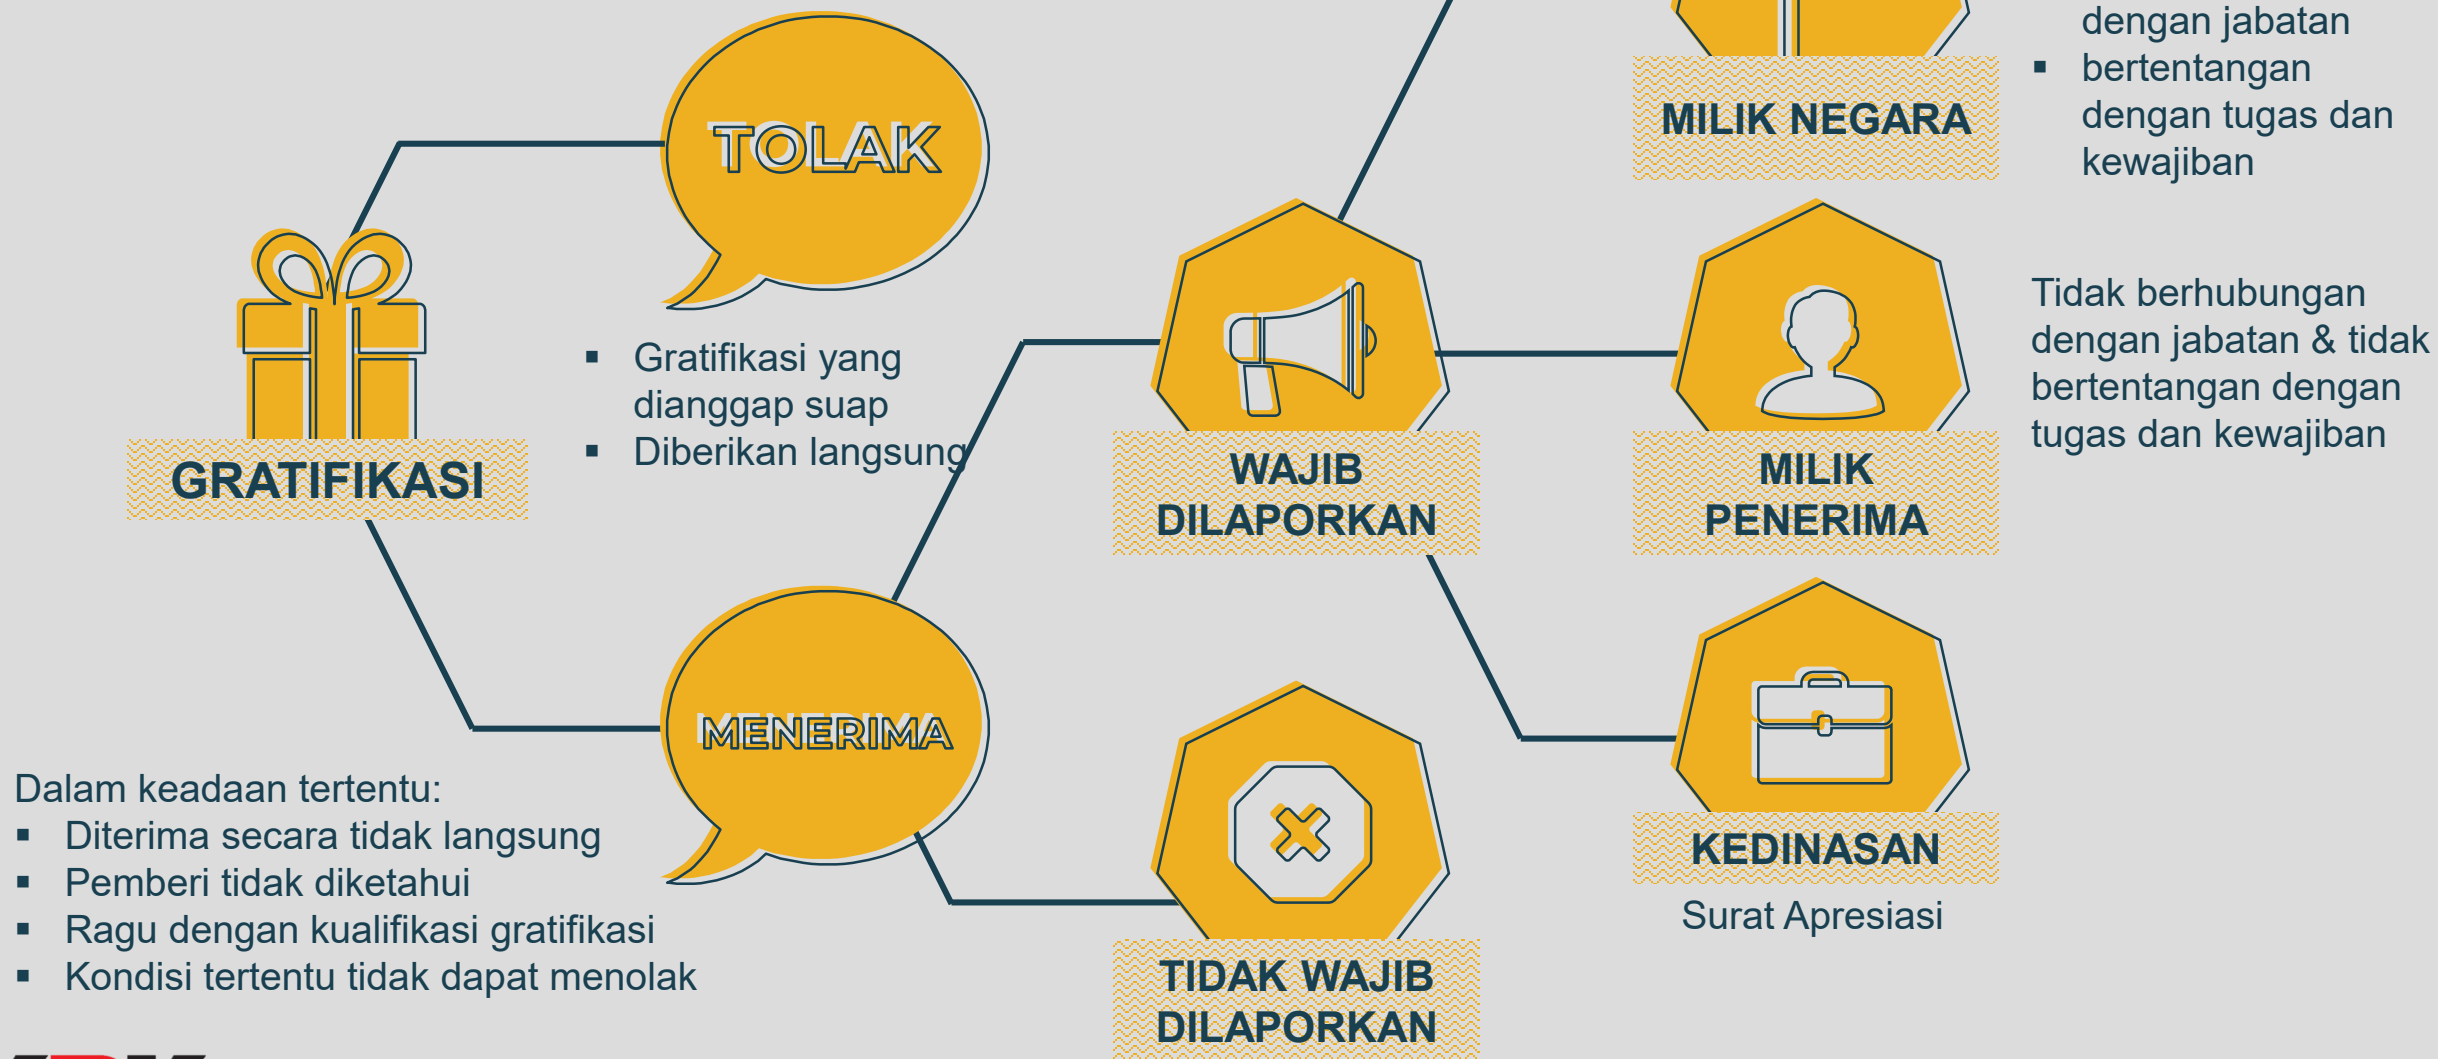 TOLAK
▪ Gratifikasi yang
dianggap suap
▪ Diberikan langsung
GRATIFIKASI
MENERIMA
Dalam keadaan tertentu:
▪ Diterima secara tidak langsung
▪ Pemberi tidak diketahui
▪ Ragu dengan kualifikasi gratifikasi
▪ Kondisi tertentu tidak dapat menolak
WAJIB
DILAPORKAN
TIDAK WAJIB
DILAPORKAN
MILIK NEGARA
dengan jabatan
▪ bertentangan
dengan tugas dan
kewajiban
MILIK
PENERIMA
Tidak berhubungan
dengan jabatan & tidak
bertentangan dengan
tugas dan kewajiban
KEDINASAN
Surat Apresiasi